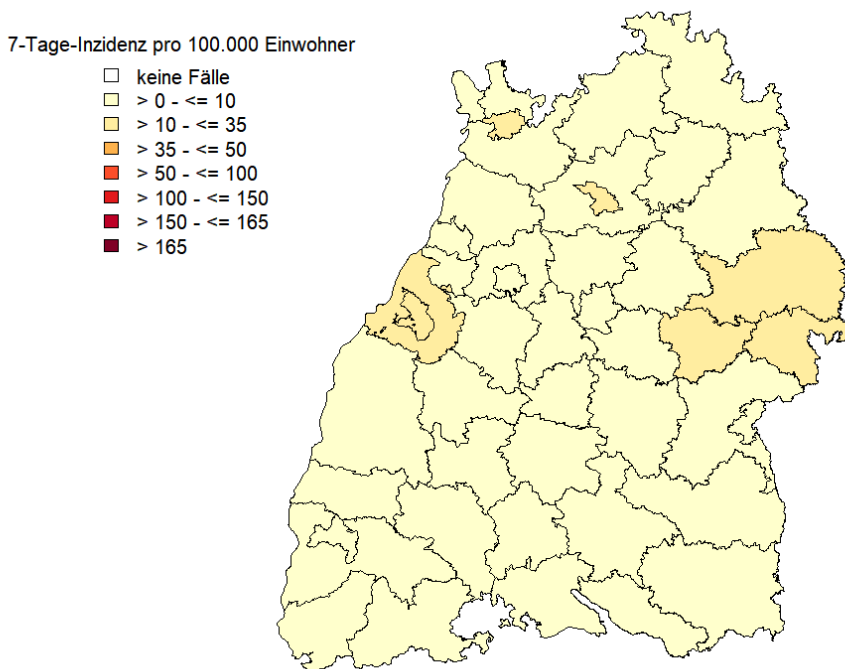 7-Tage-Inzidenz pro 100.000 Einwohner
keine Fälle
> 0 - <= 10
> 10 - <= 35
> 35 - <= 50
> 50 - <= 100
> 100 - <= 150
> 150 - <= 165
> 165